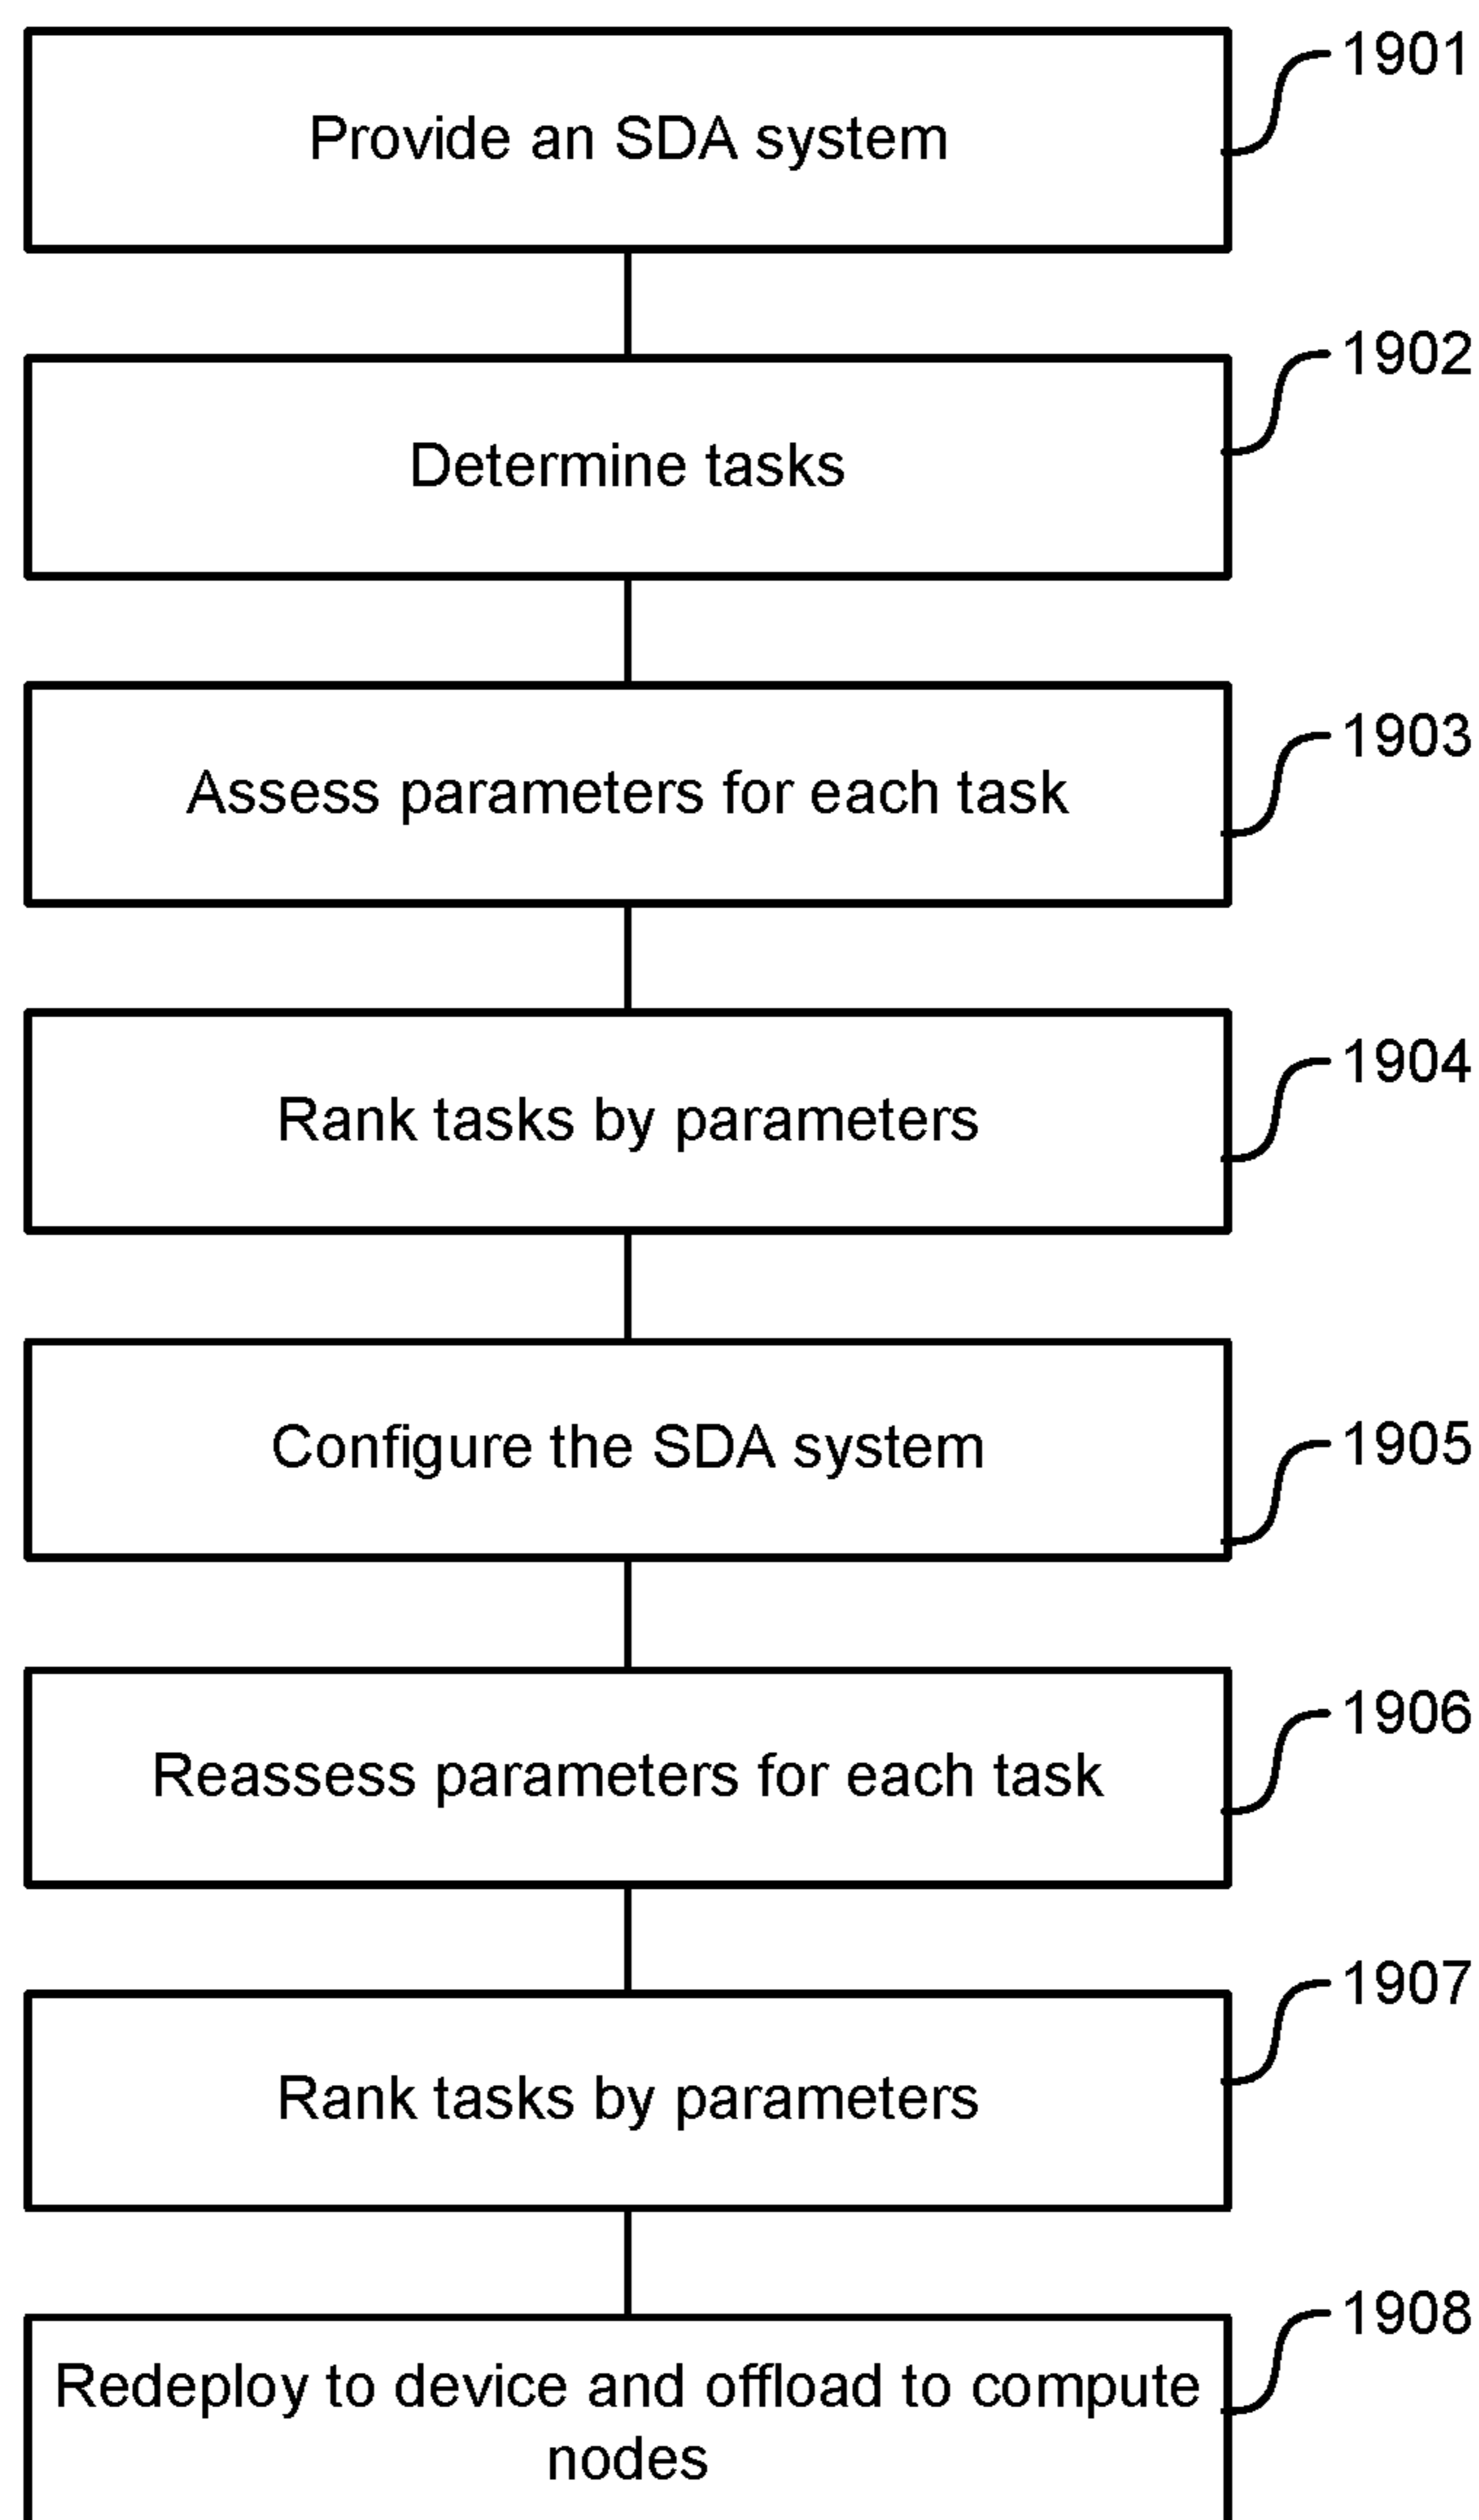 1901
Provide an SDA system
1902
Determine tasks
1903
Assess parameters for each task
1904
Rank tasks by parameters
1905
Configure the SDA system
1906
Reassess parameters for each task
1907
Rank tasks by parameters
1908
Redeploy to device and offload to compute
nodes